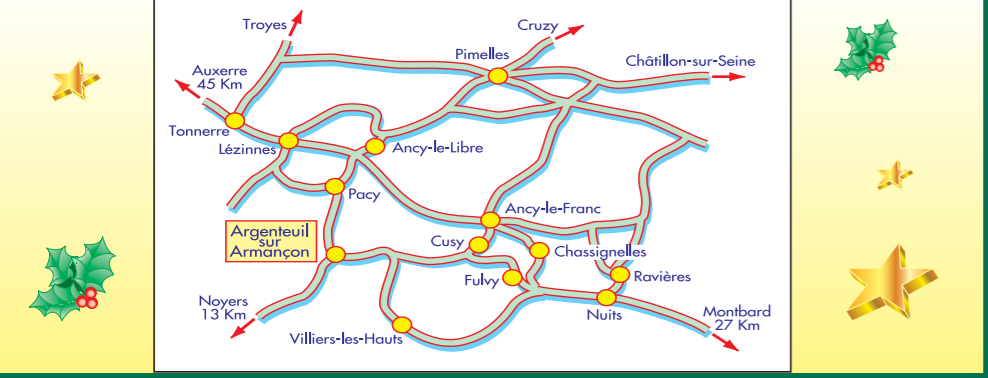 Troyes
Cruzy
Pimelles
Châtillon-sur-Seine
Auxerre
45 Km
Tonnerre
Lézinnes
Ancy-le-Libre
Pacy
Ancy-le-Franc
Argenteuil
sur
Armançon
Cusy
Chassignelles
Fulvy
Ravières
Noyers
13 Km
Nuits
Montbard
27 Km
Villiers-les-Hauts